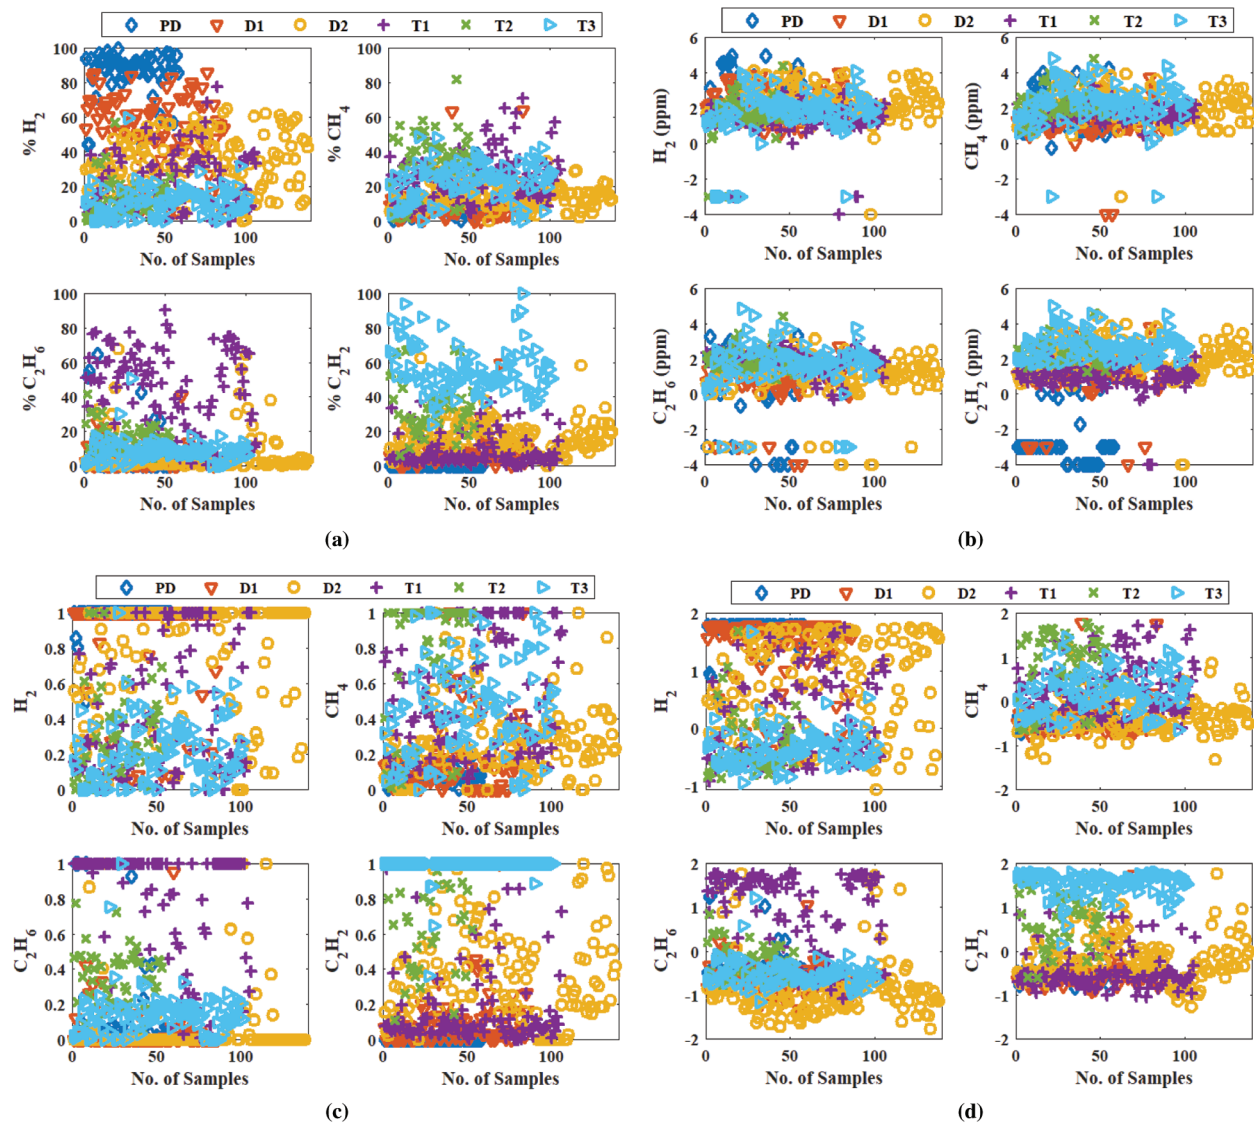 PD D1 D2 T1 T2 T3
% H2
100
80
60
40
20
0
0 50 100
No. of Samples
% CH4
100
80
60
40
20
0
0 50 100
No. of Samples
% C2H6
100
80
60
40
20
0
0 50 100
No. of Samples
% C2H2
100
80
60
40
20
0
0 50 100
No. of Samples
(a)
PD D1 D2 T1 T2 T3
H2 (ppm)
6
4
2
0
-2
-4
0 50 100
No. of Samples
CH4 (ppm)
6
4
2
0
-2
-4
0 50 100
No. of Samples
C2H6 (ppm)
6
4
2
0
-2
-4
0 50 100
No. of Samples
C2H2 (ppm)
6
4
2
0
-2
-4
0 50 100
No. of Samples
(b)
PD D1 D2 T1 T2 T3
H2
1
0.8
0.6
0.4
0.2
0
0 50 100
No. of Samples
CH4
1
0.8
0.6
0.4
0.2
0
0 50 100
No. of Samples
C2H6
1
0.8
0.6
0.4
0.2
0
0 50 100
No. of Samples
C2H2
1
0.8
0.6
0.4
0.2
0
0 50 100
No. of Samples
(c)
PD D1 D2 T1 T2 T3
H2
2
1
0
-1
0 50 100
No. of Samples
CH4
2
1
0
-1
-2
0 50 100
No. of Samples
C2H6
2
1
0
-1
-2
0 50 100
No. of Samples
C2H2
2
1
0
-1
-2
0 50 100
No. of Samples
(d)